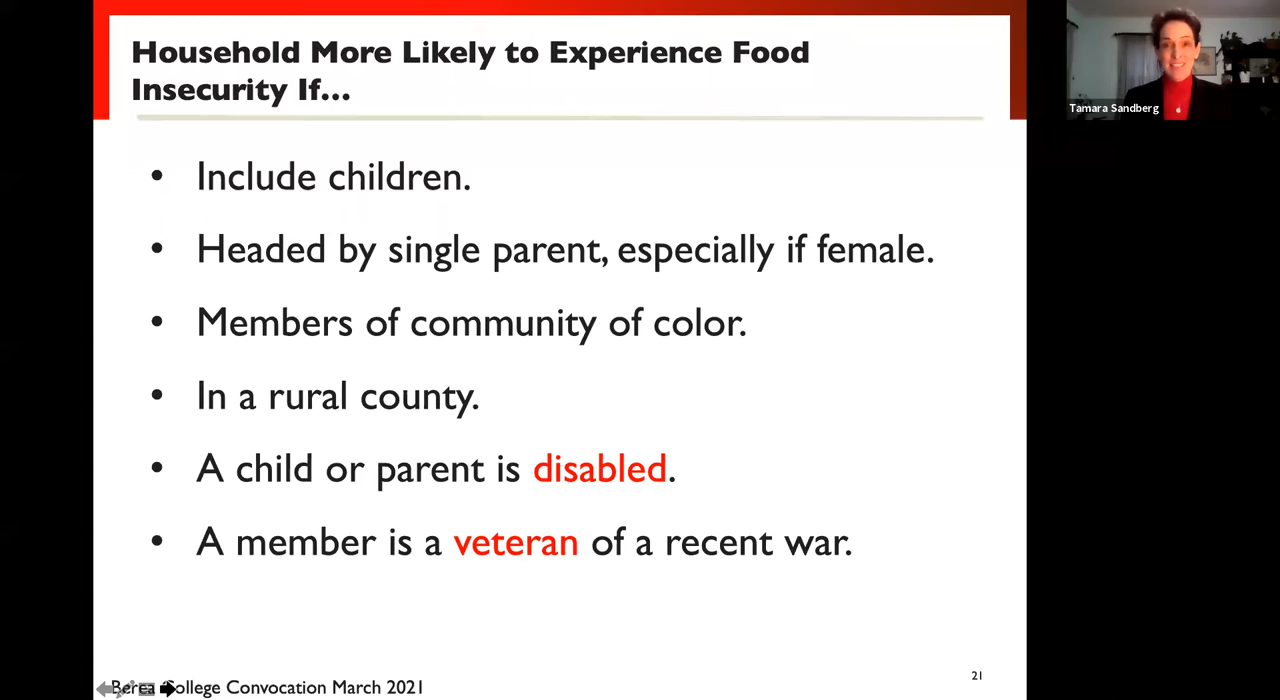 Household More Likely to Experience Food
Insecurity If...
• Include children.
• Headed by single parent, especially if female.
• Members of community of color.
• In a rural county.
• A child or parent is disabled.
• A member is a veteran of a recent war.
Berea College Convocation March 2021
21
Tamara Sandberg